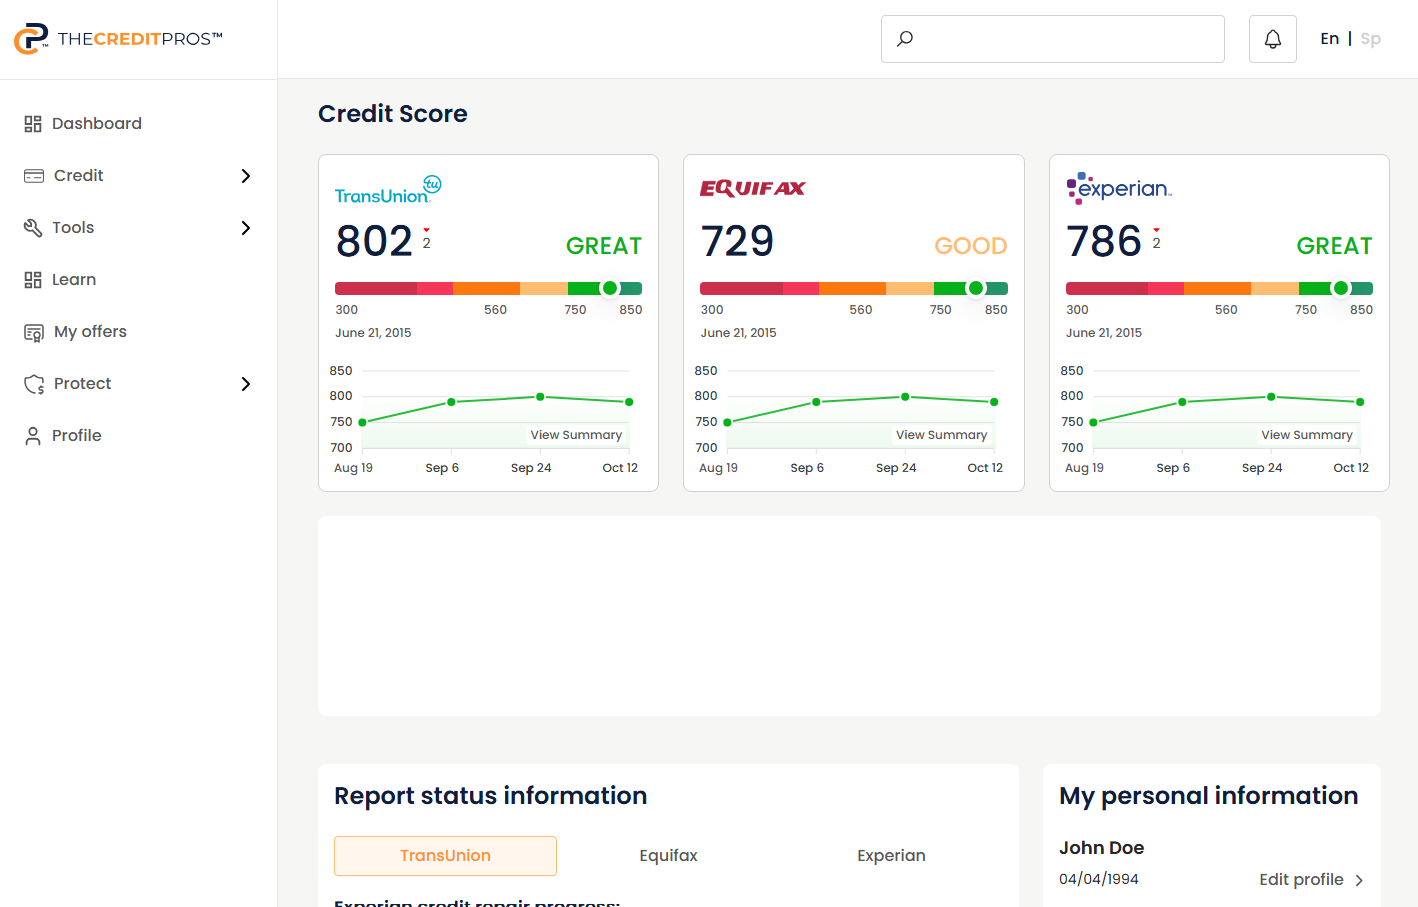 THECREDITPROS™
En | Sp
Dashboard
Credit
Tools
Learn
My offers
Protect
Profile
Credit Score
TransUnion tu
802 2 GREAT
300 560 750 850
June 21, 2015
850
800
750
700
View Summary
Aug 19 Sep 6 Sep 24 Oct 12
EQUIFAX
729 GOOD
300 560 750 850
June 21, 2015
850
800
750
700
View Summary
Aug 19 Sep 6 Sep 24 Oct 12
experian
786 2 GREAT
300 560 750 850
June 21, 2015
850
800
750
700
View Summary
Aug 19 Sep 6 Sep 24 Oct 12
Report status information
TransUnion Equifax Experian
Experian credit repair progress:
My personal information
John Doe
04/04/1994
Edit profile